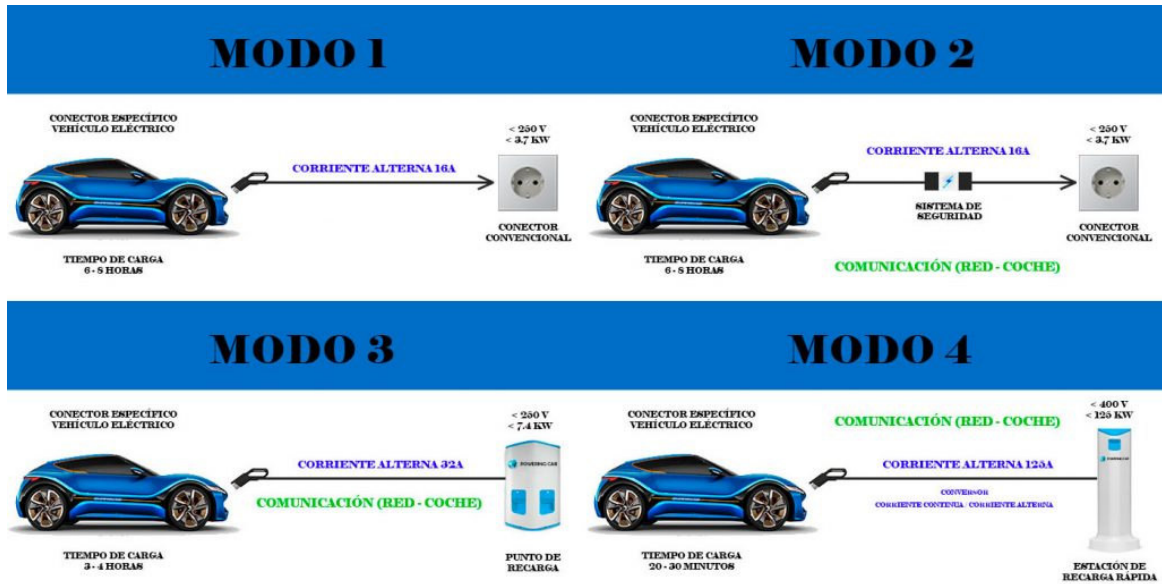 MODO 1
MODO 2
CONECTOR ESPECÍFICO
VEHÍCULO ELÉCTRICO
< 250 V
< 3,7 KW
CORRIENTE ALTERNA 16A
CONECTOR
CONVENCIONAL
TIEMPO DE CARGA
6 - 8 HORAS
CONECTOR ESPECÍFICO
VEHÍCULO ELÉCTRICO
< 250 V
< 3,7 KW
CORRIENTE ALTERNA 16A
SISTEMA DE
SEGURIDAD
CONECTOR
CONVENCIONAL
TIEMPO DE CARGA
6 - 8 HORAS
COMUNICACIÓN (RED - COCHE)
MODO 3
MODO 4
CONECTOR ESPECÍFICO
VEHÍCULO ELÉCTRICO
< 250 V
< 7,4 KW
CORRIENTE ALTERNA 32A
POWERING CAR
COMUNICACIÓN (RED - COCHE)
TIEMPO DE CARGA
3 - 4 HORAS
PUNTO DE
RECARGA
CONECTOR ESPECÍFICO
VEHÍCULO ELÉCTRICO
COMUNICACIÓN (RED - COCHE)
< 400 V
< 125 KW
POWERING CAR
CORRIENTE ALTERNA 125A
CONVERSOR
CORRIENTE CONTINUA / CORRIENTE ALTERNA
TIEMPO DE CARGA
20 - 30 MINUTOS
ESTACIÓN DE
RECARGA RÁPIDA